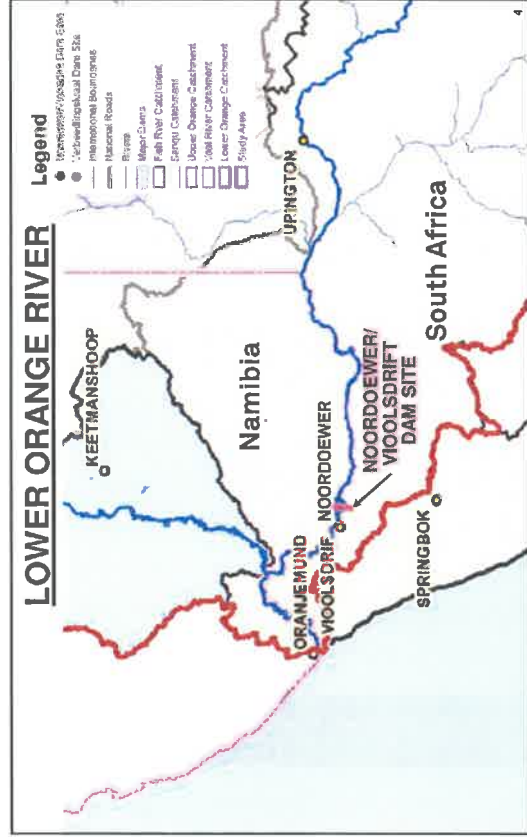 LOWER ORANGE RIVER
Legend
Dam Site
International Boundaries
National Roads
Rivers
Major Dams
Fish River Catchment
Senqu Catchment
Upper Orange Catchment
Vaal River Catchment
Lower Orange Catchment
Study Area
KEETMANSHOOP
Namibia
UPINGTON
ORANJEMUND
VIOOLSDRIF
NOORDOEWER
NOORDOEWER/
VIOOLSDRIFT
DAM SITE
South Africa
SPRINGBOK
4